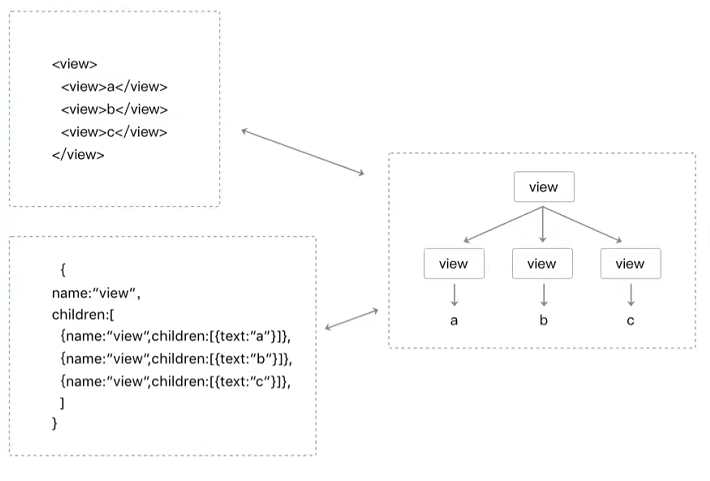 <view>
<view>a</view>
<view>b</view>
<view>c</view>
</view>
{
name:"view",
children:[
{name:"view",children:[{text:"a"}]},
{name:"view",children:[{text:"b"}]},
{name:"view",children:[{text:"c"}]},
]
}
view
view view view
a b c